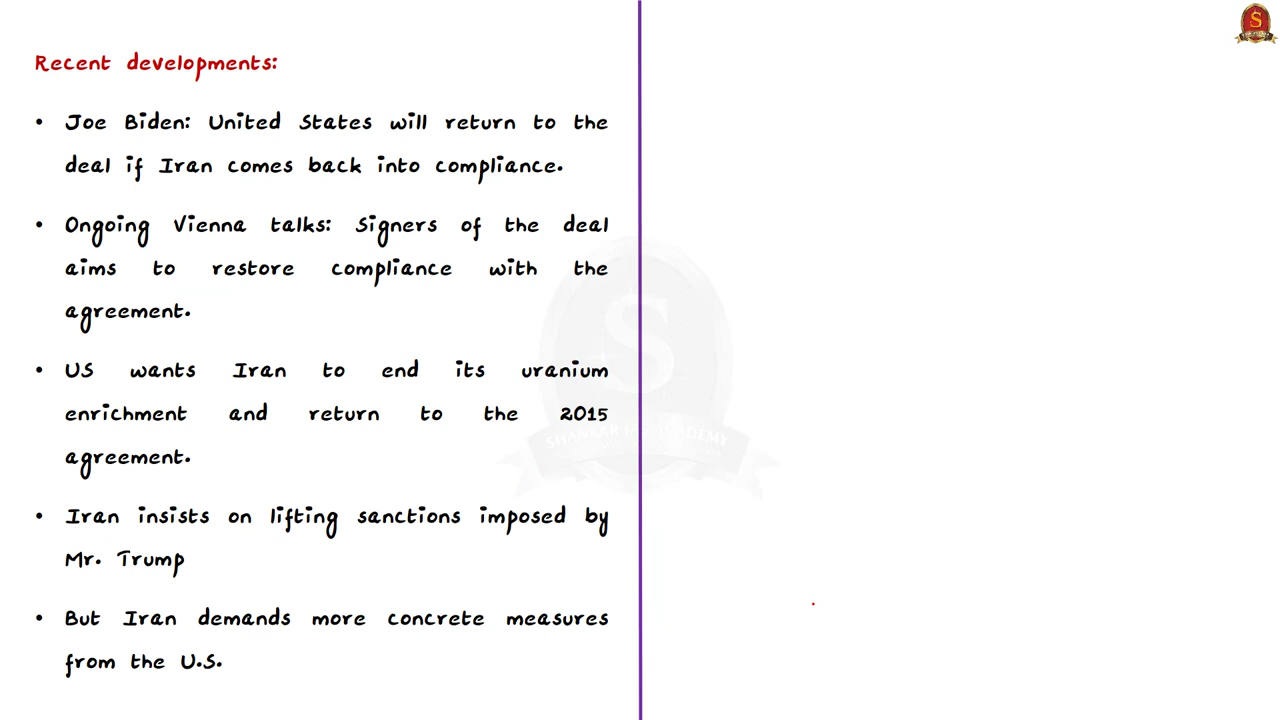 Recent developments:
• Joe Biden: United States will return to the
deal if Iran comes back into compliance.
• Ongoing Vienna talks: Signers of the deal
aims to restore compliance with the
agreement.
• US wants Iran to end its uranium
enrichment and return to the 2015
agreement.
• Iran insists on lifting sanctions imposed by
Mr. Trump
• But Iran demands more concrete measures
from the U.S.
S